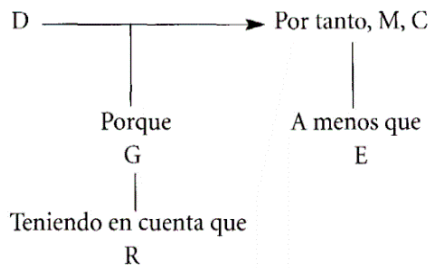 D Por tanto, M, C
Porque A menos que
G E
Teniendo en cuenta que
R